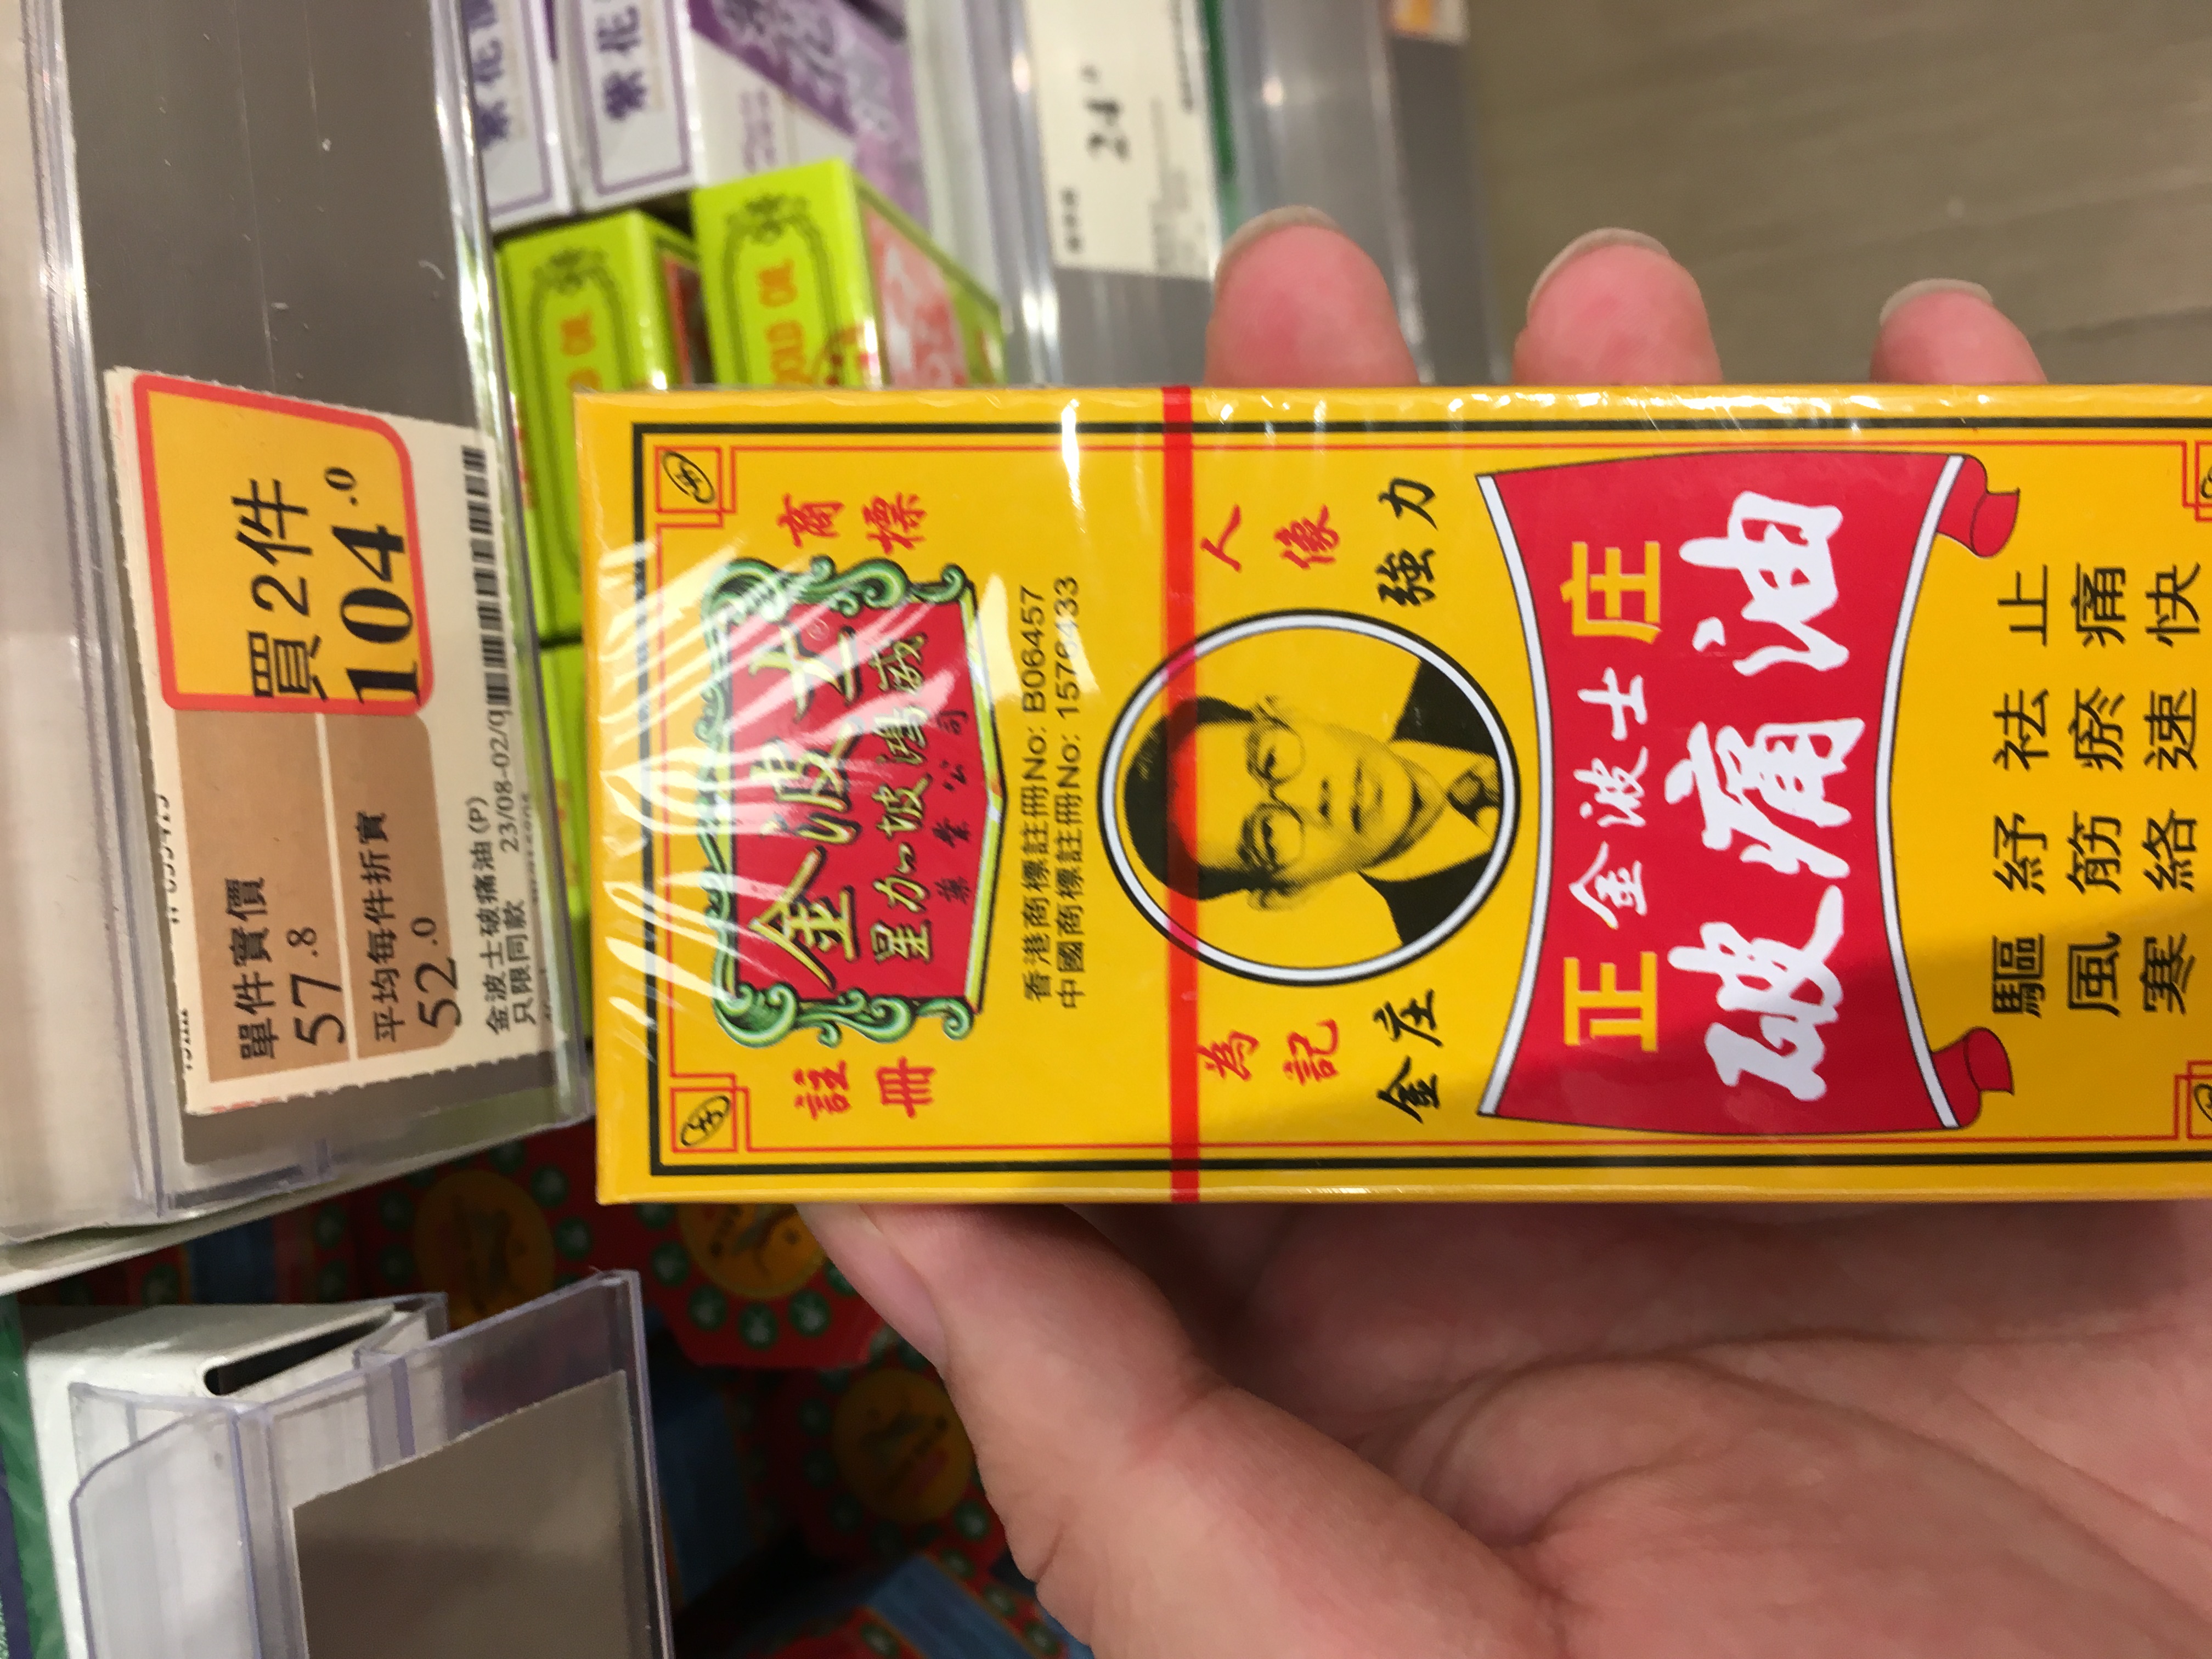 單件實價
57.8
買2件
104.0
平均每件折實
52.0
金波士破痛油(P)
只限同款 23/08-02/0
金波士
星加坡鴻威
藥業公司
註冊
商標
香港商標註冊No: B06457
中國商標註冊No: 1576433
為記
人像
金庄
強力
正金波士庄
破痛油
驅紓祛止
風筋瘀痛
寒絡速快
OLD OIL
紫花
24